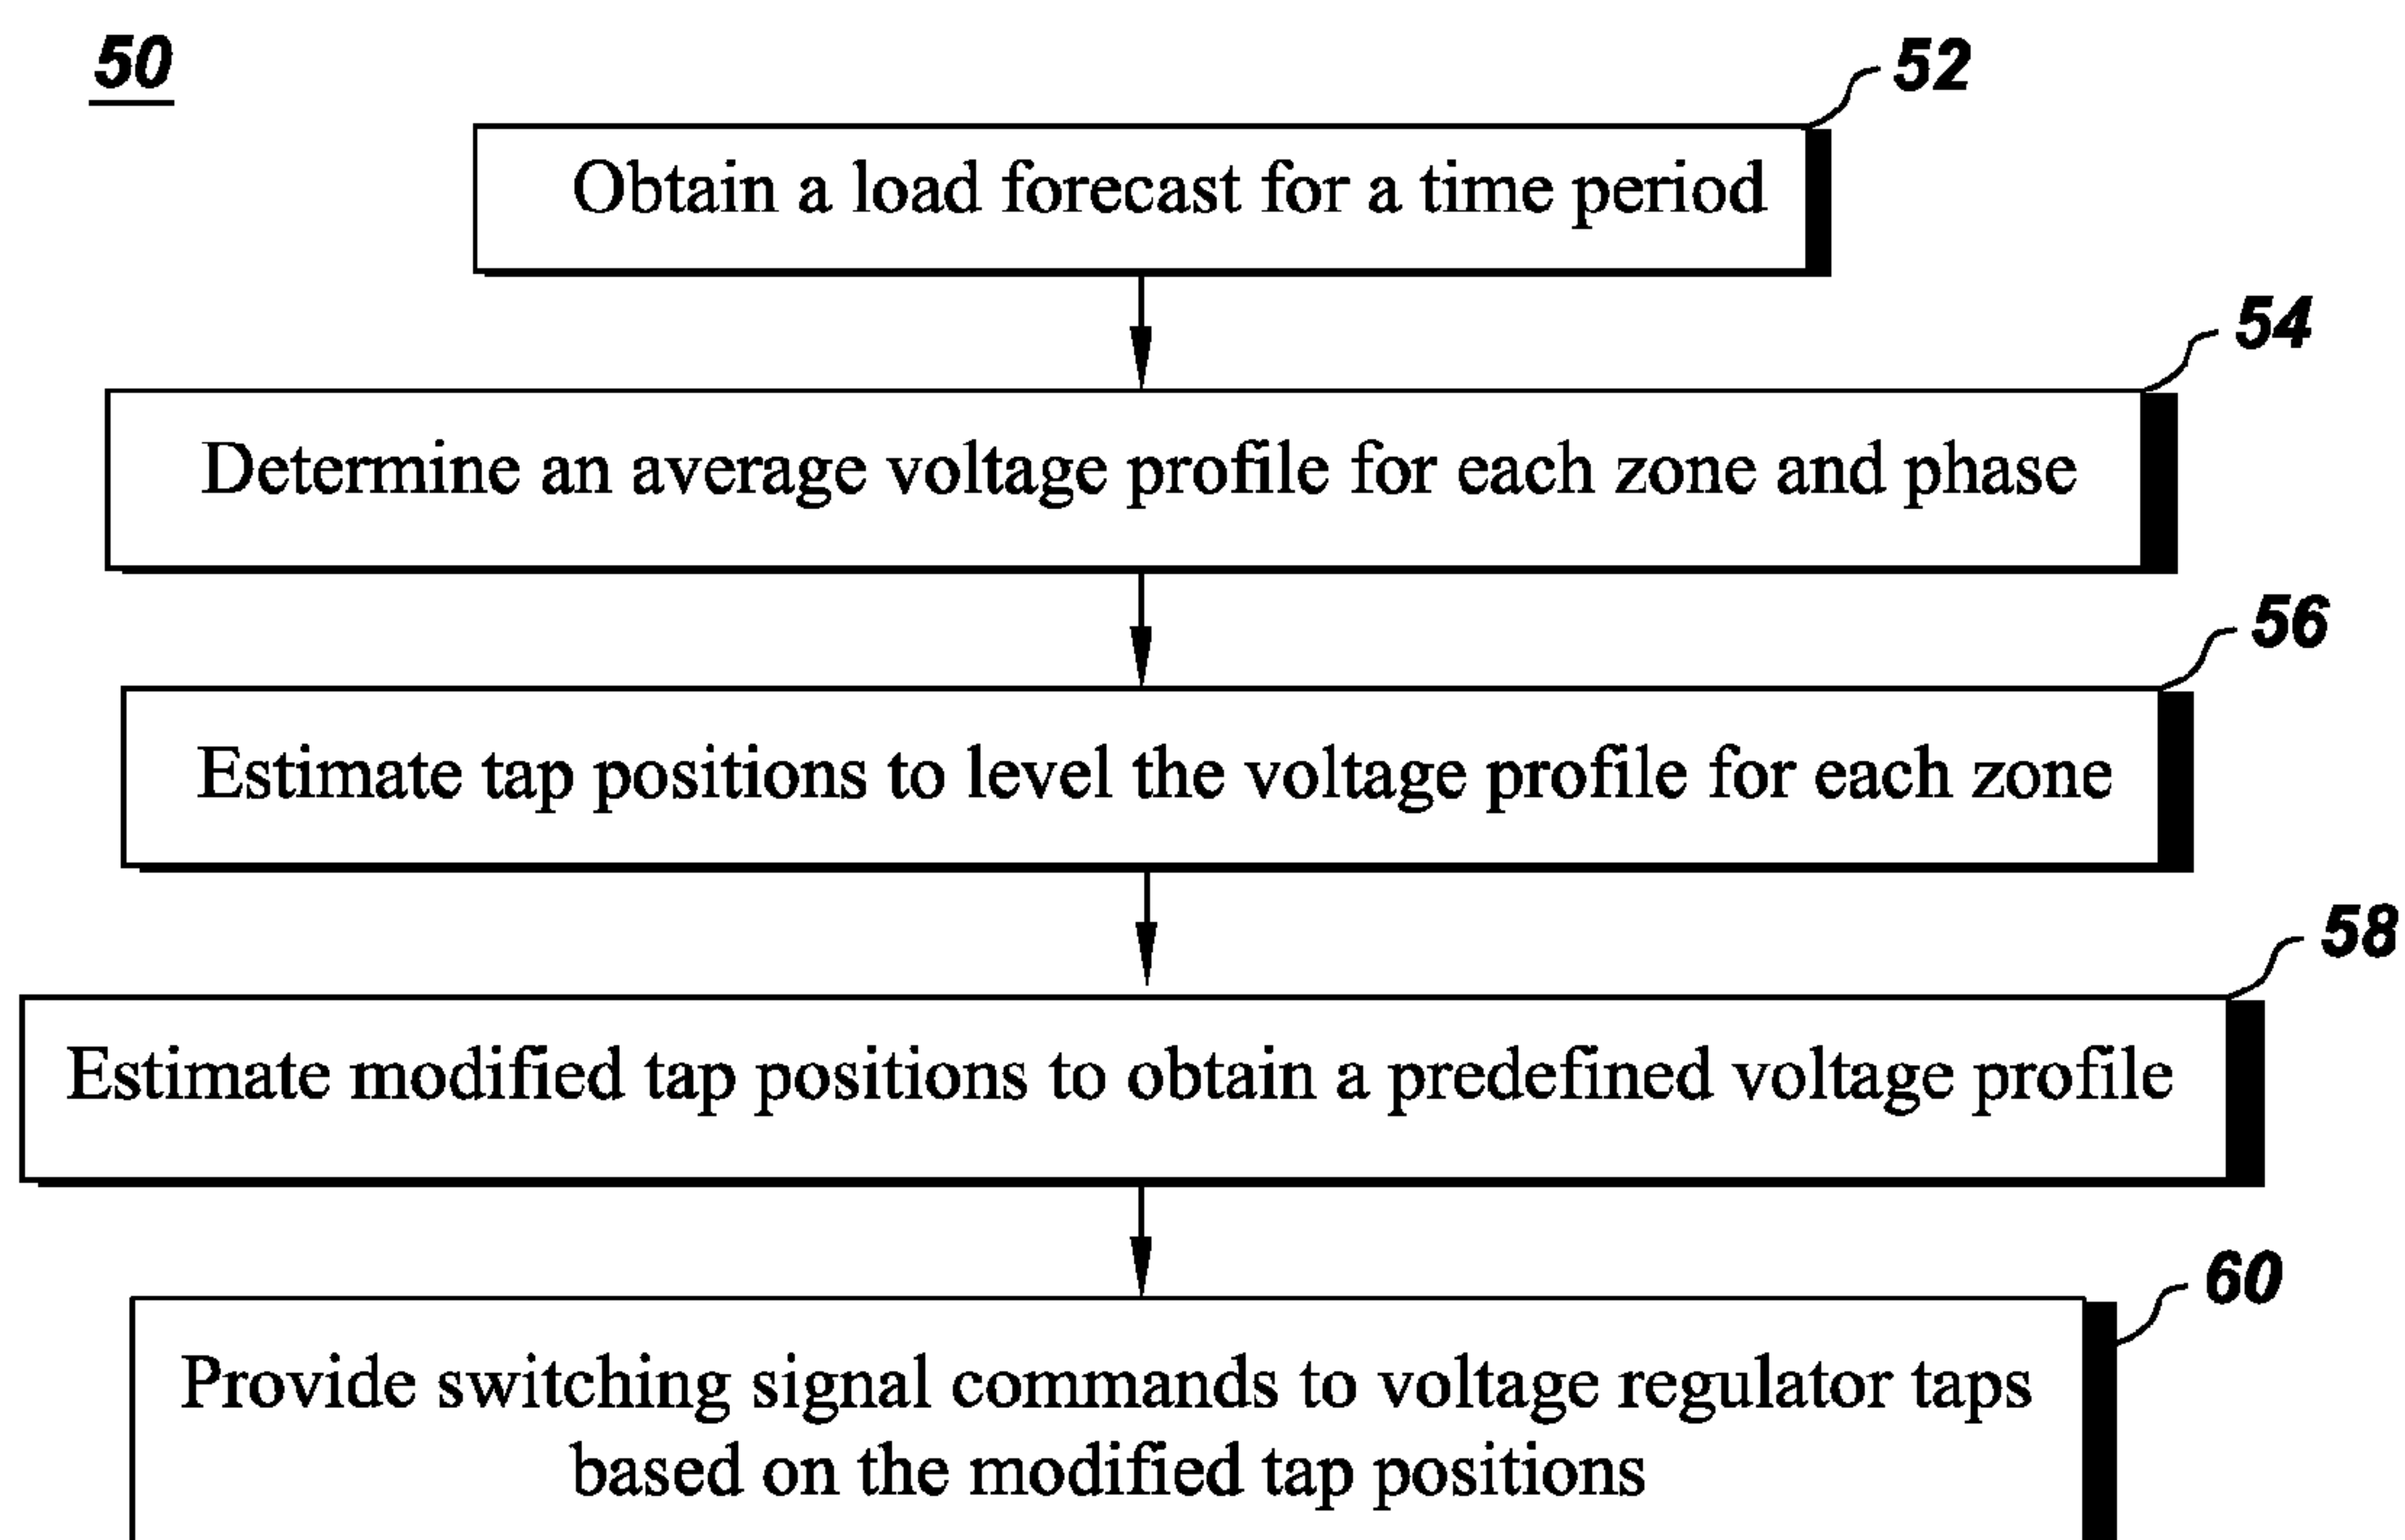 50
52
Obtain a load forecast for a time period
54
Determine an average voltage profile for each zone and phase
56
Estimate tap positions to level the voltage profile for each zone
58
Estimate modified tap positions to obtain a predefined voltage profile
60
Provide switching signal commands to voltage regulator taps
based on the modified tap positions